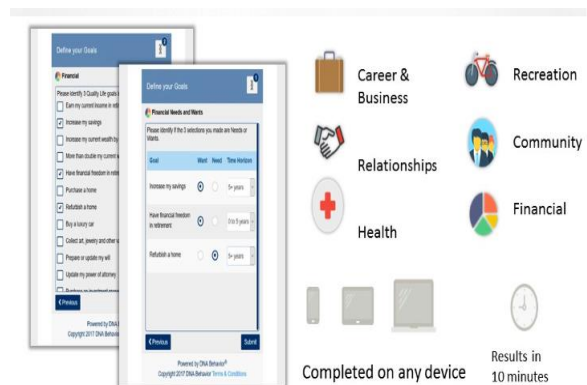 Define your Goals
Financial
Please identify 3 Quality Life goals
Earn my current income in reti
Increase my savings
Increase my current wealth by
More than double my current w
Have financial freedom in retirem
Purchase a home
Refurbish a home
Buy a luxury car
Collect art, jewelry and other
Prepare or update my will
Update my power of attorney
Previous
Powered by DNA
Copyright 2017 DNA Behavior
Define your Goals
Financial Needs and Wants
Please identify if the 3 selections you made are Needs or
Wants.
Goal Want Need Time Horizon
Increase my savings 5+ years
Have financial freedom
in retirement
Refurbish a home 5+ years
Previous Submit
Powered by DNA Behavior®
Copyright 2017 DNA Behavior Terms & Conditions
Career &
Business
Relationships
Health
Recreation
Community
Financial
Completed on any device
Results in
10 minutes